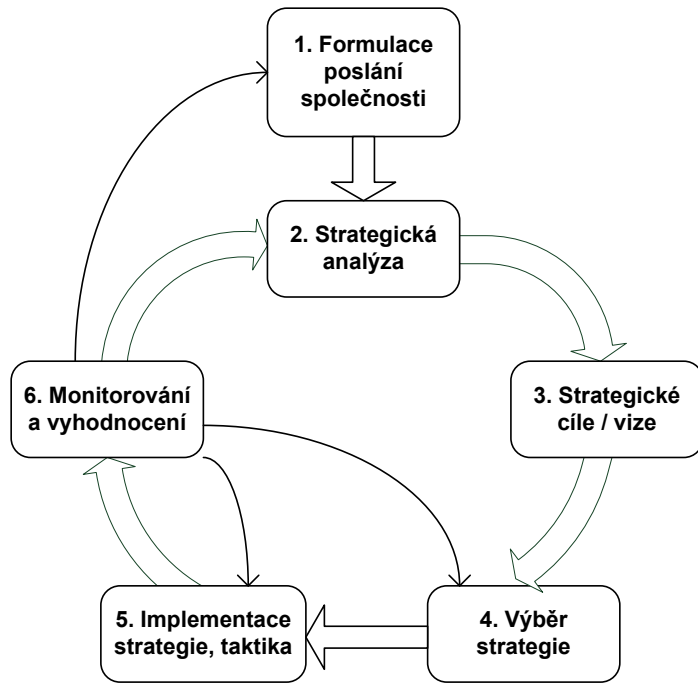 1. Formulace
poslání
společnosti
2. Strategická
analýza
3. Strategické
cíle / vize
4. Výběr
strategie
5. Implementace
strategie, taktika
6. Monitorování
a vyhodnocení